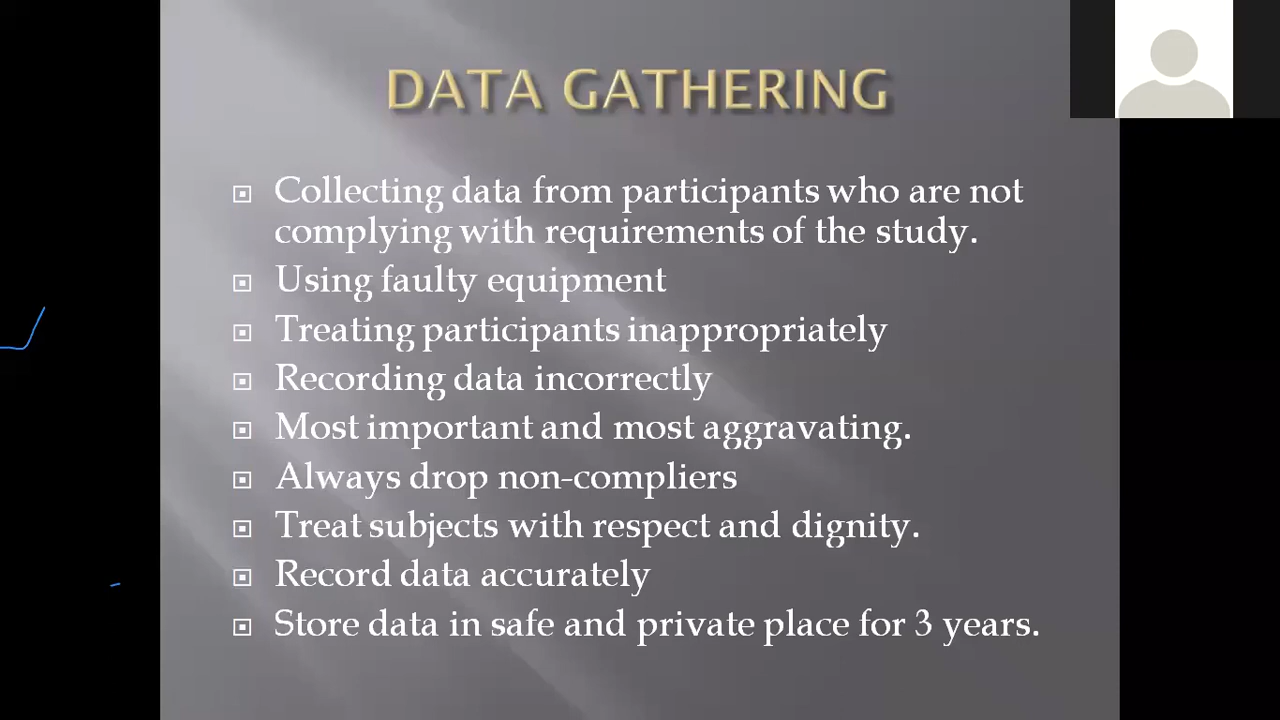 DATA GATHERING
Collecting data from participants who are not
complying with requirements of the study.
Using faulty equipment
Treating participants inappropriately
Recording data incorrectly
Most important and most aggravating.
Always drop non-compliers
Treat subjects with respect and dignity.
Record data accurately
Store data in safe and private place for 3 years.